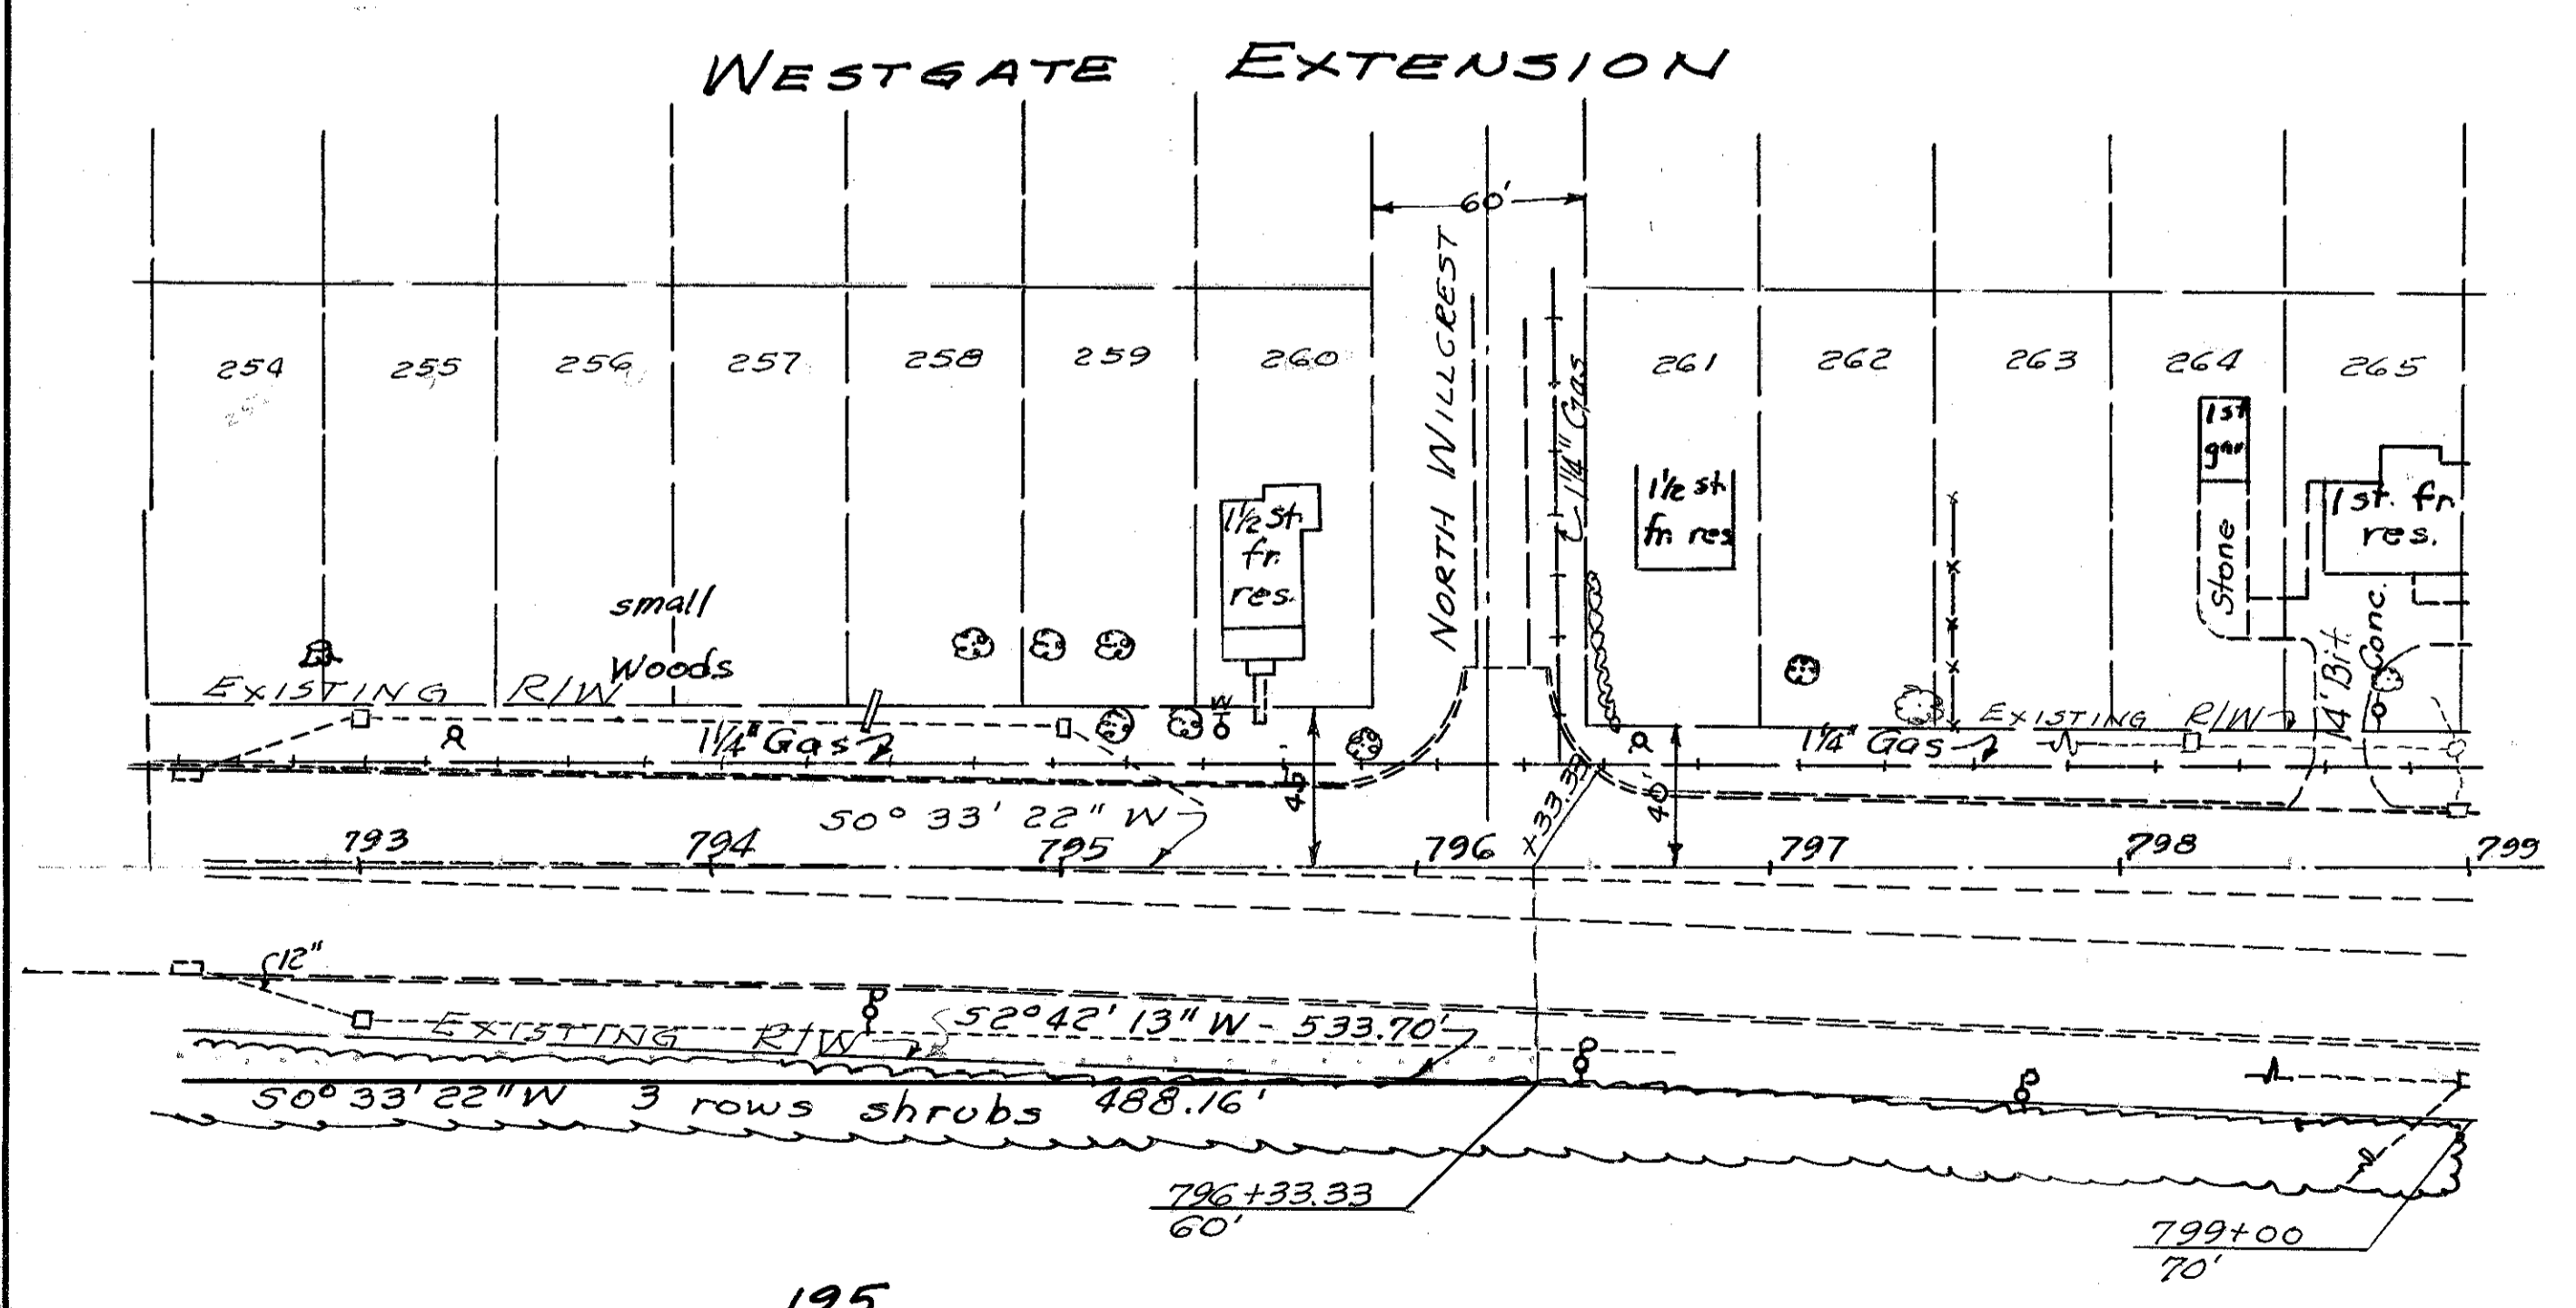 WESTGATE EXTENSION
60'
NORTH WILLCREST
1¼" Gas
254 255 256 257 258 259 260 261 262 263 264 265
1st
gar
1½ st.
fr.
res.
1½ st.
fr. res
1st. fr.
res.
Stone
small
Woods
14' Bit.
Conc.
EXISTING R/W
W
EXISTING R/W
1¼" Gas
1¼" Gas
45'
40'
+33.33
S0° 33' 22" W
793 794 795 796 797 798 799
12"
EXISTING R/W
S2° 42' 13" W - 533.70'
S0° 33' 22" W 3 rows shrubs 488.16'
796+33.33
60'
799+00
70'
195